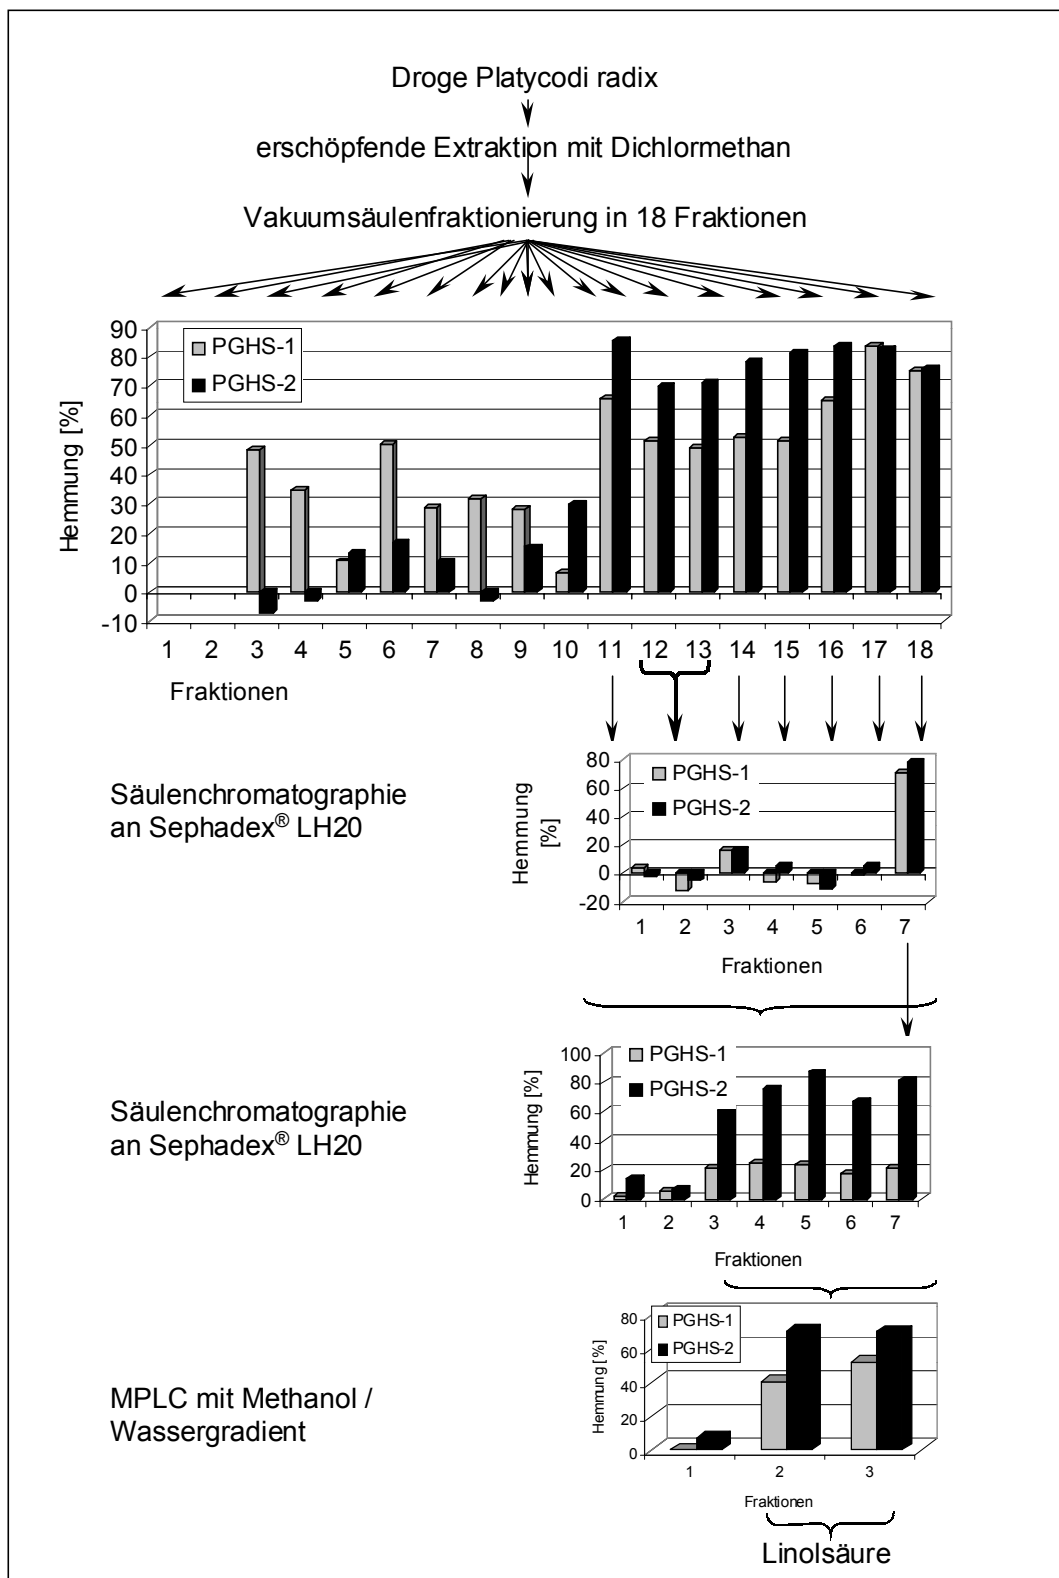 Droge Platycodi radix
erschöpfende Extraktion mit Dichlormethan
Vakuumsäulenfraktionierung in 18 Fraktionen
90
80
70
60
50
40
30
20
10
0
-10
Hemmung [%]
PGHS-1
PGHS-2
1 2 3 4 5 6 7 8 9 10 11 12 13 14 15 16 17 18
Fraktionen
Säulenchromatographie
an Sephadex® LH20
80
60
40
20
0
-20
Hemmung
[%]
PGHS-1
PGHS-2
1 2 3 4 5 6 7
Fraktionen
Säulenchromatographie
an Sephadex® LH20
100
80
60
40
20
0
Hemmung [%]
PGHS-1
PGHS-2
1 2 3 4 5 6 7
Fraktionen
MPLC mit Methanol /
Wassergradient
80
60
40
20
0
Hemmung [%]
PGHS-1
PGHS-2
1 2 3
Fraktionen
Linolsäure